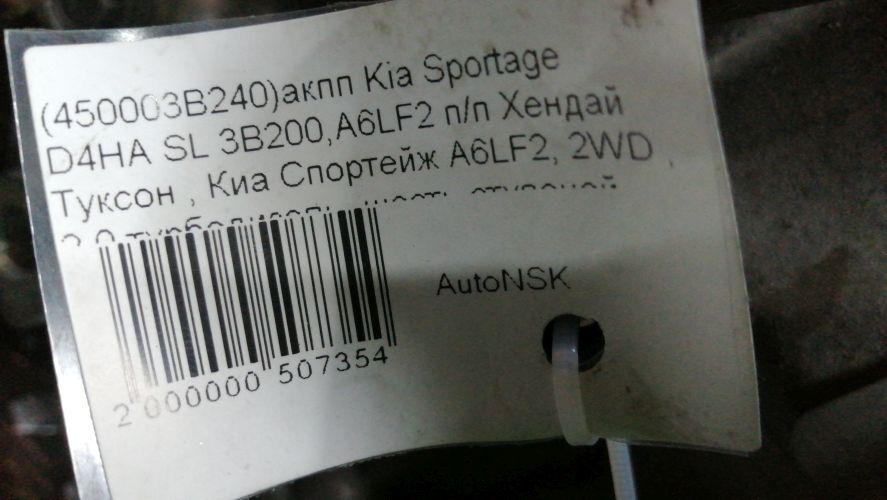 (450003B240)акпп Kia Sportage
D4HA SL 3B200,A6LF2 п/п Хендай
Туксон , Киа Спортейж A6LF2, 2WD ,
AutoNSK
2 000000 507354